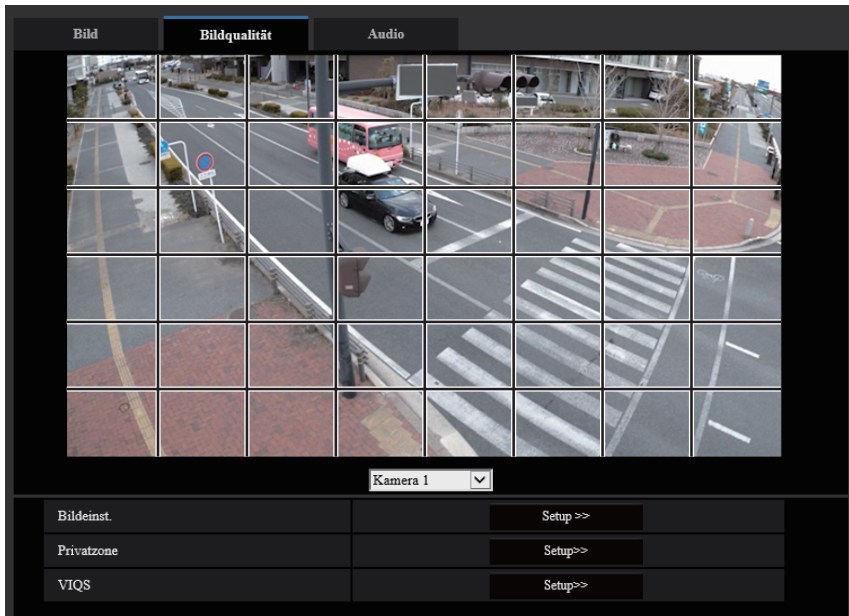 Bild Bildqualität Audio
Kamera 1
Bildeinst. Setup >>
Privatzone Setup>>
VIQS Setup>>